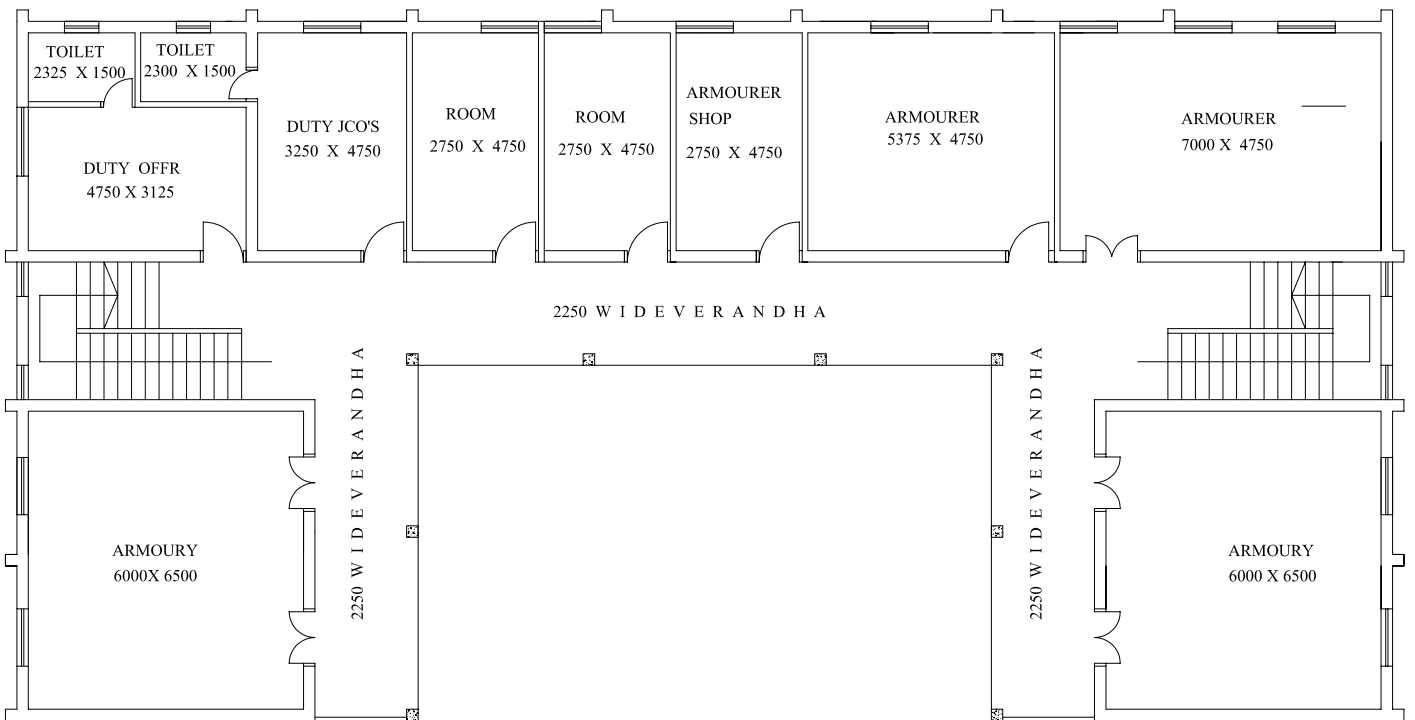 TOILET
2325 X 1500
TOILET
2300 X 1500
DUTY OFFR
4750 X 3125
DUTY JCO'S
3250 X 4750
ROOM
2750 X 4750
ROOM
2750 X 4750
ARMOURER
SHOP
2750 X 4750
ARMOURER
5375 X 4750
ARMOURER
7000 X 4750
2250 W I D E V E R A N D H A
2250 W I D E V E R A N D H A
2250 W I D E V E R A N D H A
ARMOURY
6000X 6500
ARMOURY
6000 X 6500